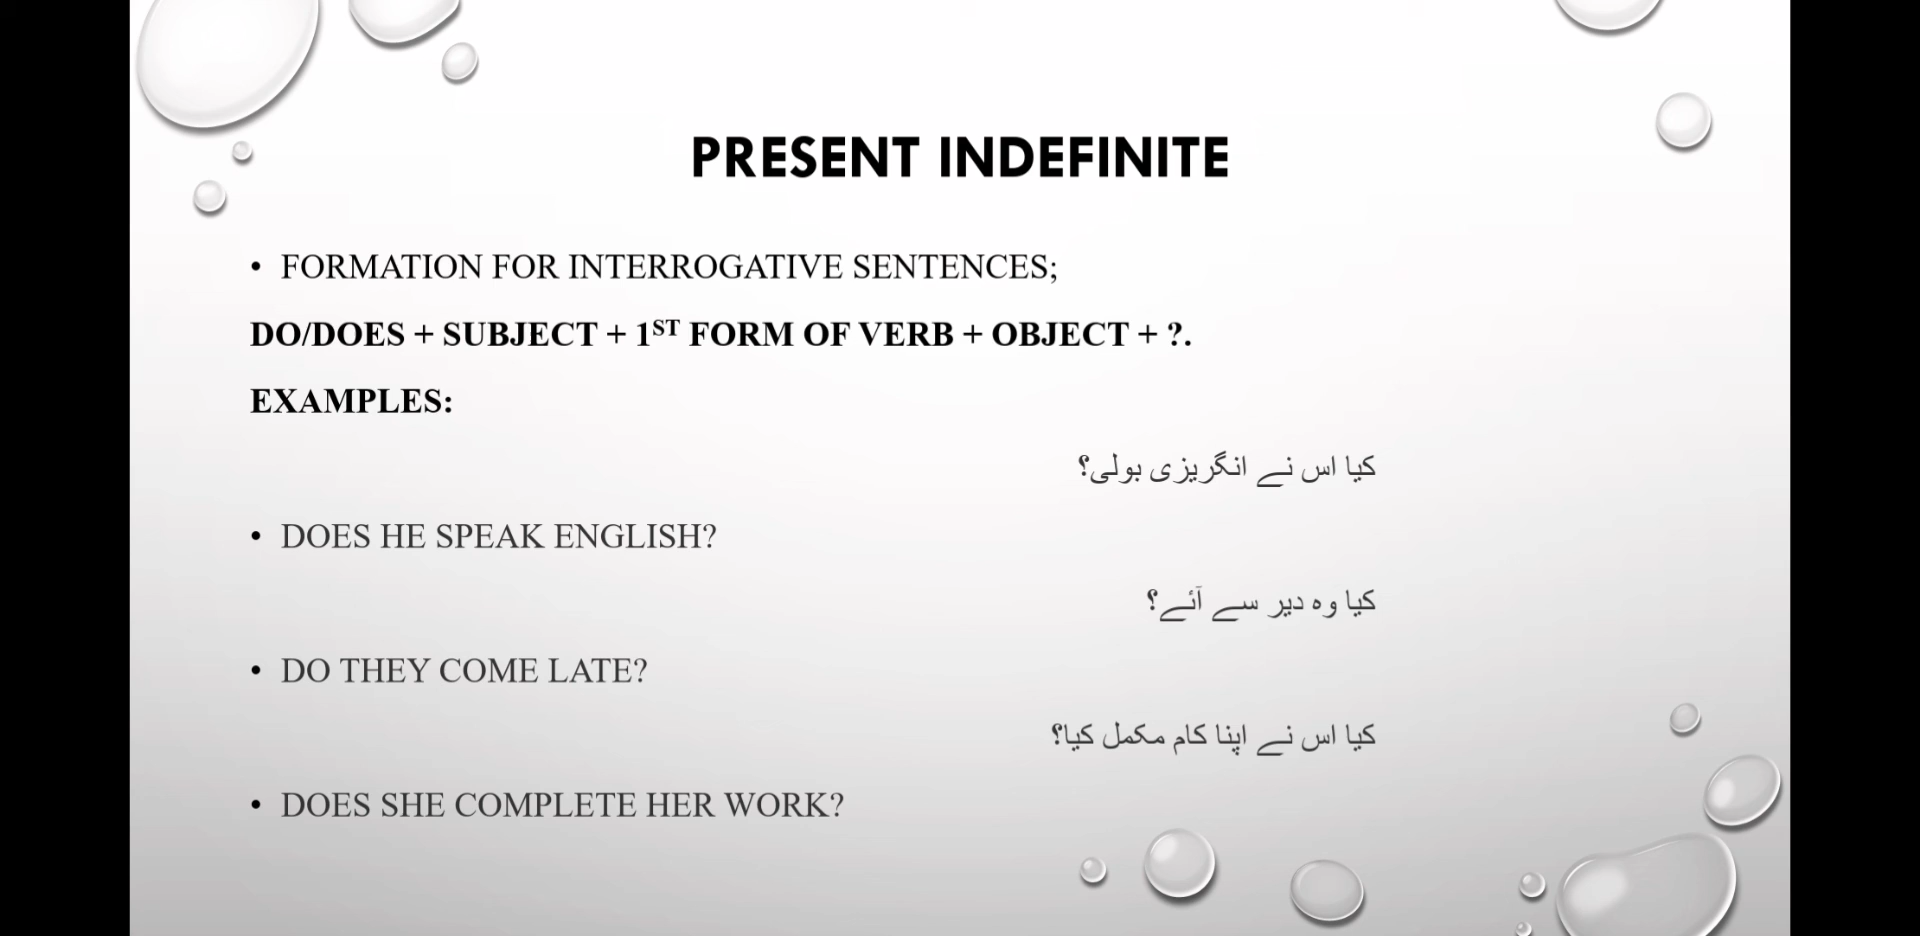 PRESENT INDEFINITE
• FORMATION FOR INTERROGATIVE SENTENCES;
DO/DOES + SUBJECT + 1ST FORM OF VERB + OBJECT + ?.
EXAMPLES:
کیا اس نے انگریزی بولی؟
• DOES HE SPEAK ENGLISH?
کیا وہ دیر سے آئے؟
• DO THEY COME LATE?
کیا اس نے اپنا کام مکمل کیا؟
• DOES SHE COMPLETE HER WORK?